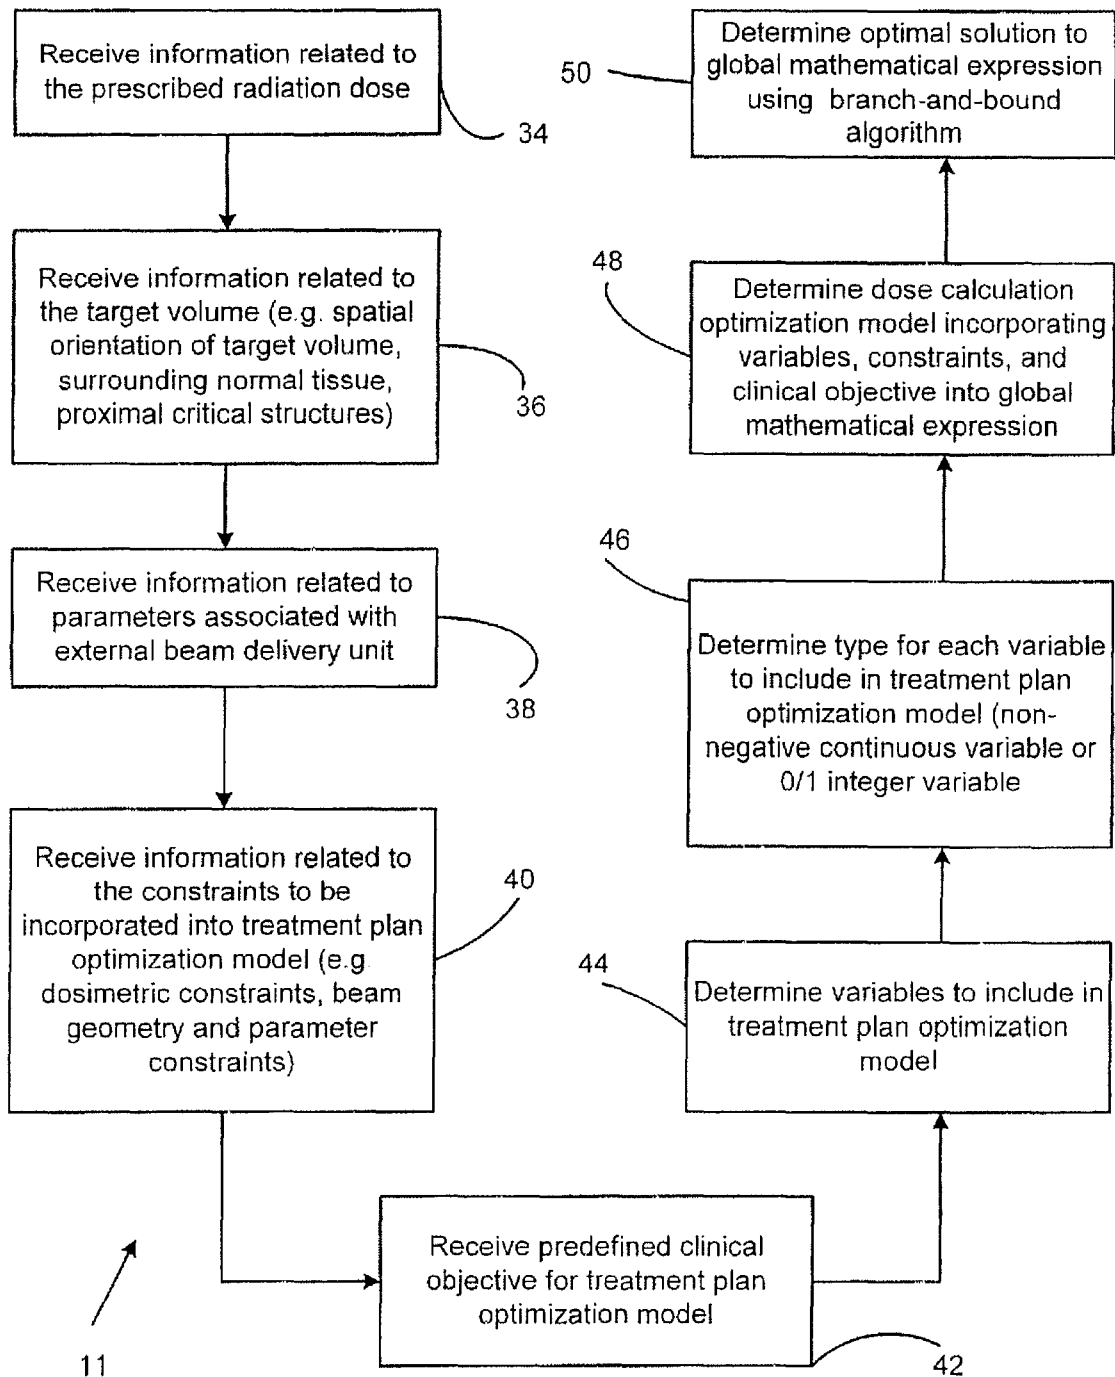 Receive information related to
the prescribed radiation dose
34
Receive information related to
the target volume (e.g. spatial
orientation of target volume,
surrounding normal tissue,
proximal critical structures)
36
Receive information related to
parameters associated with
external beam delivery unit
38
Receive information related to
the constraints to be
incorporated into treatment plan
optimization model (e.g
dosimetric constraints, beam
geometry and parameter
constraints)
40
Receive predefined clinical
objective for treatment plan
optimization model
42
11
44
Determine variables to include in
treatment plan optimization
model
46
Determine type for each variable
to include in treatment plan
optimization model (non-
negative continuous variable or
0/1 integer variable
48
Determine dose calculation
optimization model incorporating
variables, constraints, and
clinical objective into global
mathematical expression
50
Determine optimal solution to
global mathematical expression
using branch-and-bound
algorithm